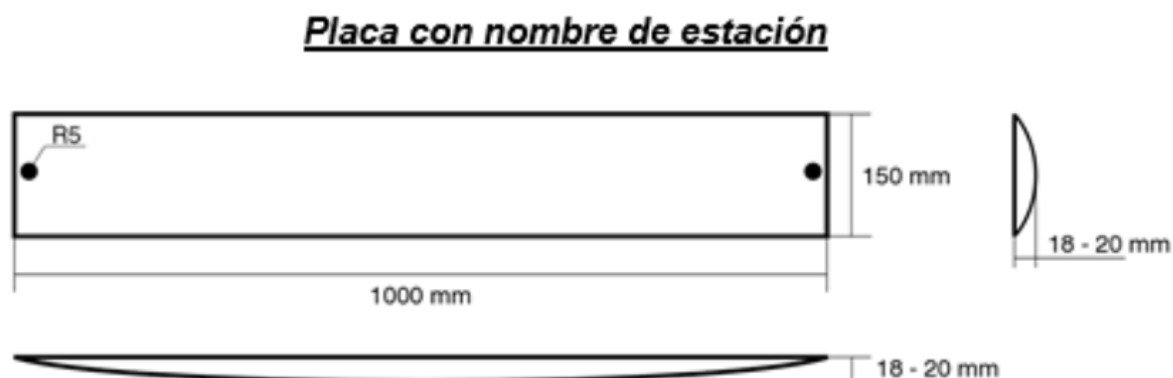 Placa con nombre de estación
R5
150 mm
18 - 20 mm
1000 mm
18 - 20 mm